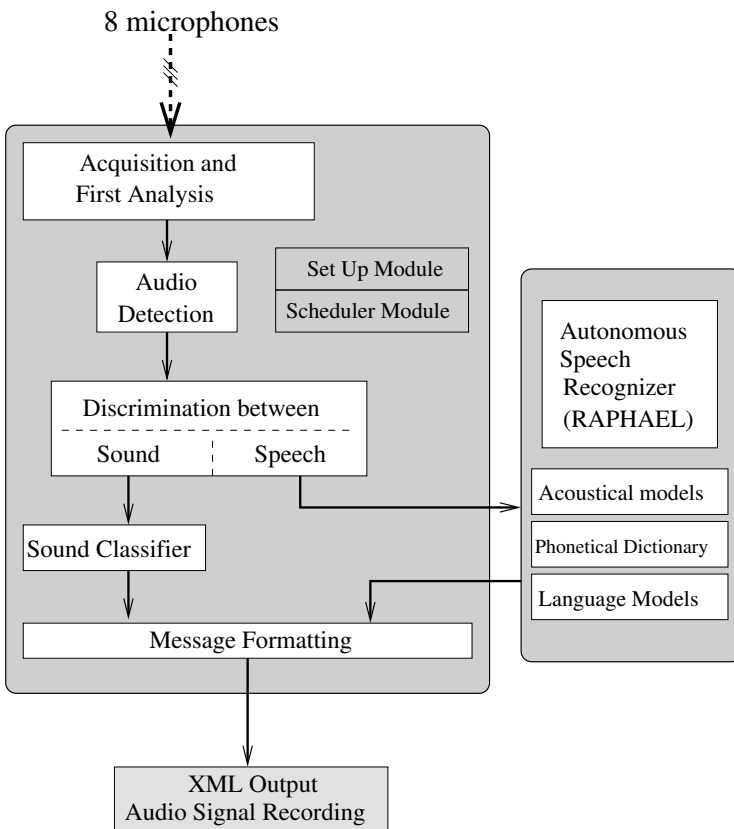 8 microphones
Acquisition and
First Analysis
Audio
Detection
Set Up Module
Scheduler Module
Discrimination between
Sound
Speech
Sound Classifier
Message Formatting
Autonomous
Speech
Recognizer
(RAPHAEL)
Acoustical models
Phonetical Dictionary
Language Models
XML Output
Audio Signal Recording